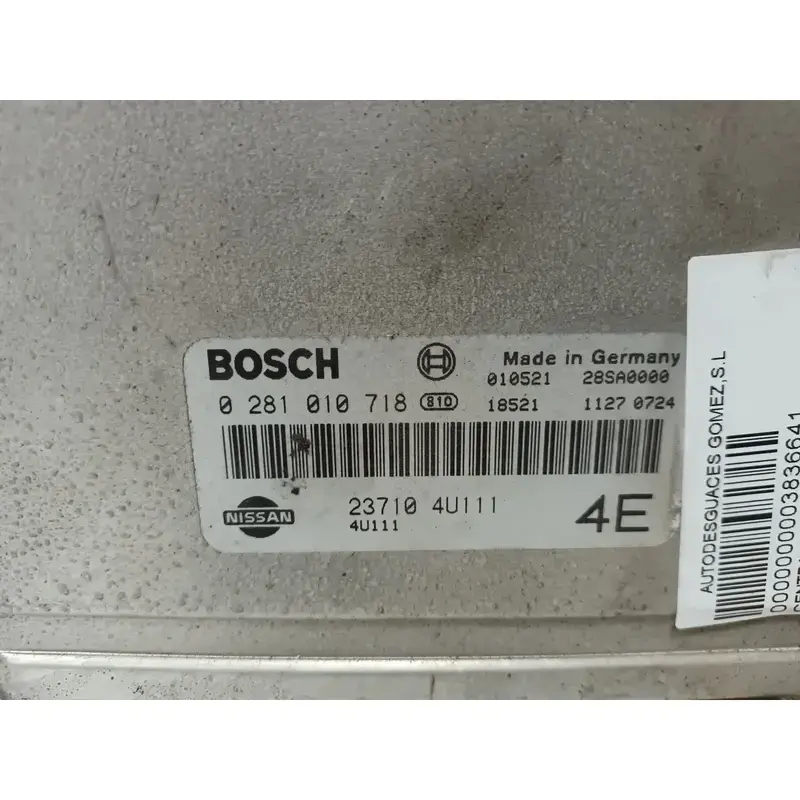 BOSCH
Made in Germany
010521 28SA0000
0 281 010 718 810 18521 1127 0724
NISSAN
23710 4U111
4U111
4E
AUTODESGUACES GOMEZ,S.L